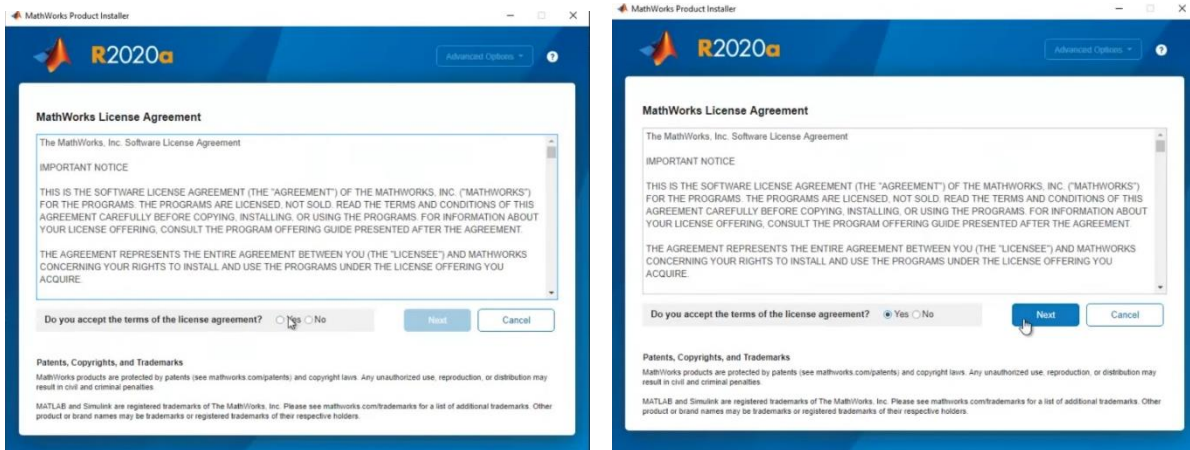 MathWorks Product Installer
R2020a
Advanced Options
?
MathWorks License Agreement
The MathWorks, Inc. Software License Agreement
IMPORTANT NOTICE
THIS IS THE SOFTWARE LICENSE AGREEMENT (THE "AGREEMENT") OF THE MATHWORKS, INC. ("MATHWORKS")
FOR THE PROGRAMS. THE PROGRAMS ARE LICENSED, NOT SOLD. READ THE TERMS AND CONDITIONS OF THIS
AGREEMENT CAREFULLY BEFORE COPYING, INSTALLING, OR USING THE PROGRAMS. FOR INFORMATION ABOUT
YOUR LICENSE OFFERING, CONSULT THE PROGRAM OFFERING GUIDE PRESENTED AFTER THE AGREEMENT.
THE AGREEMENT REPRESENTS THE ENTIRE AGREEMENT BETWEEN YOU (THE "LICENSEE") AND MATHWORKS
CONCERNING YOUR RIGHTS TO INSTALL AND USE THE PROGRAMS UNDER THE LICENSE OFFERING YOU
ACQUIRE.
Do you accept the terms of the license agreement? Yes No
Next
Cancel
Patents, Copyrights, and Trademarks
MathWorks products are protected by patents (see mathworks.com/patents) and copyright laws. Any unauthorized use, reproduction, or distribution may
result in civil and criminal penalties.
MATLAB and Simulink are registered trademarks of The MathWorks, Inc. Please see mathworks.com/trademarks for a list of additional trademarks. Other
product or brand names may be trademarks or registered trademarks of their respective holders.
MathWorks Product Installer
R2020a
Advanced Options
?
MathWorks License Agreement
The MathWorks, Inc. Software License Agreement
IMPORTANT NOTICE
THIS IS THE SOFTWARE LICENSE AGREEMENT (THE "AGREEMENT") OF THE MATHWORKS, INC. ("MATHWORKS")
FOR THE PROGRAMS. THE PROGRAMS ARE LICENSED, NOT SOLD. READ THE TERMS AND CONDITIONS OF THIS
AGREEMENT CAREFULLY BEFORE COPYING, INSTALLING, OR USING THE PROGRAMS. FOR INFORMATION ABOUT
YOUR LICENSE OFFERING, CONSULT THE PROGRAM OFFERING GUIDE PRESENTED AFTER THE AGREEMENT.
THE AGREEMENT REPRESENTS THE ENTIRE AGREEMENT BETWEEN YOU (THE "LICENSEE") AND MATHWORKS
CONCERNING YOUR RIGHTS TO INSTALL AND USE THE PROGRAMS UNDER THE LICENSE OFFERING YOU
ACQUIRE.
Do you accept the terms of the license agreement? Yes No
Next
Cancel
Patents, Copyrights, and Trademarks
MathWorks products are protected by patents (see mathworks.com/patents) and copyright laws. Any unauthorized use, reproduction, or distribution may
result in civil and criminal penalties.
MATLAB and Simulink are registered trademarks of The MathWorks, Inc. Please see mathworks.com/trademarks for a list of additional trademarks. Other
product or brand names may be trademarks or registered trademarks of their respective holders.